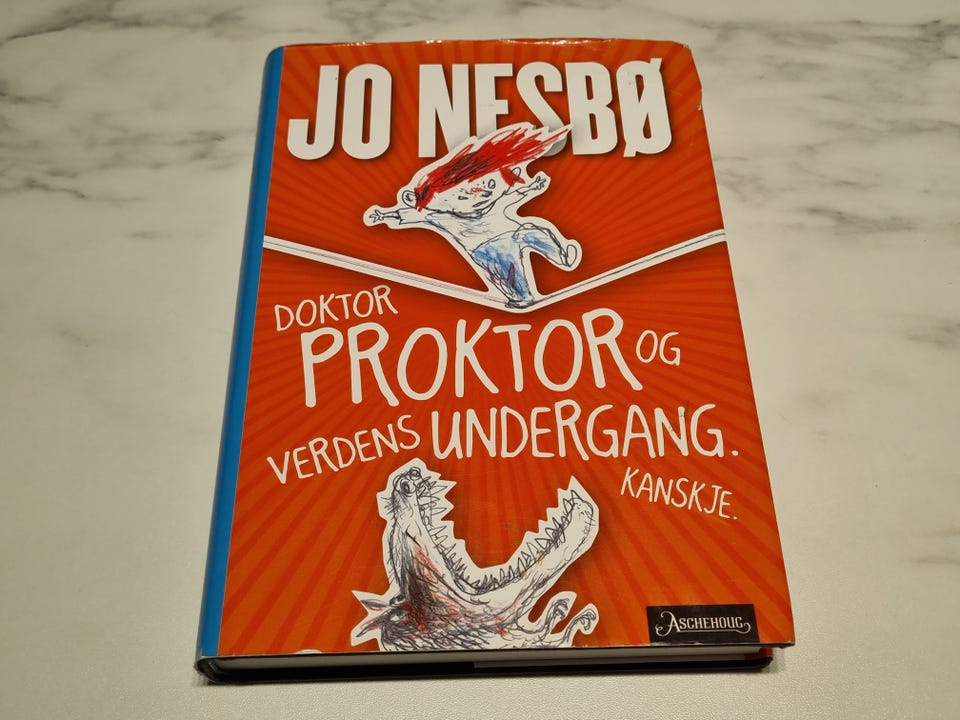 JO NESBØ
DOKTOR
PROKTOR OG
VERDENS UNDERGANG.
KANSKJE.
ASCHEHOUG